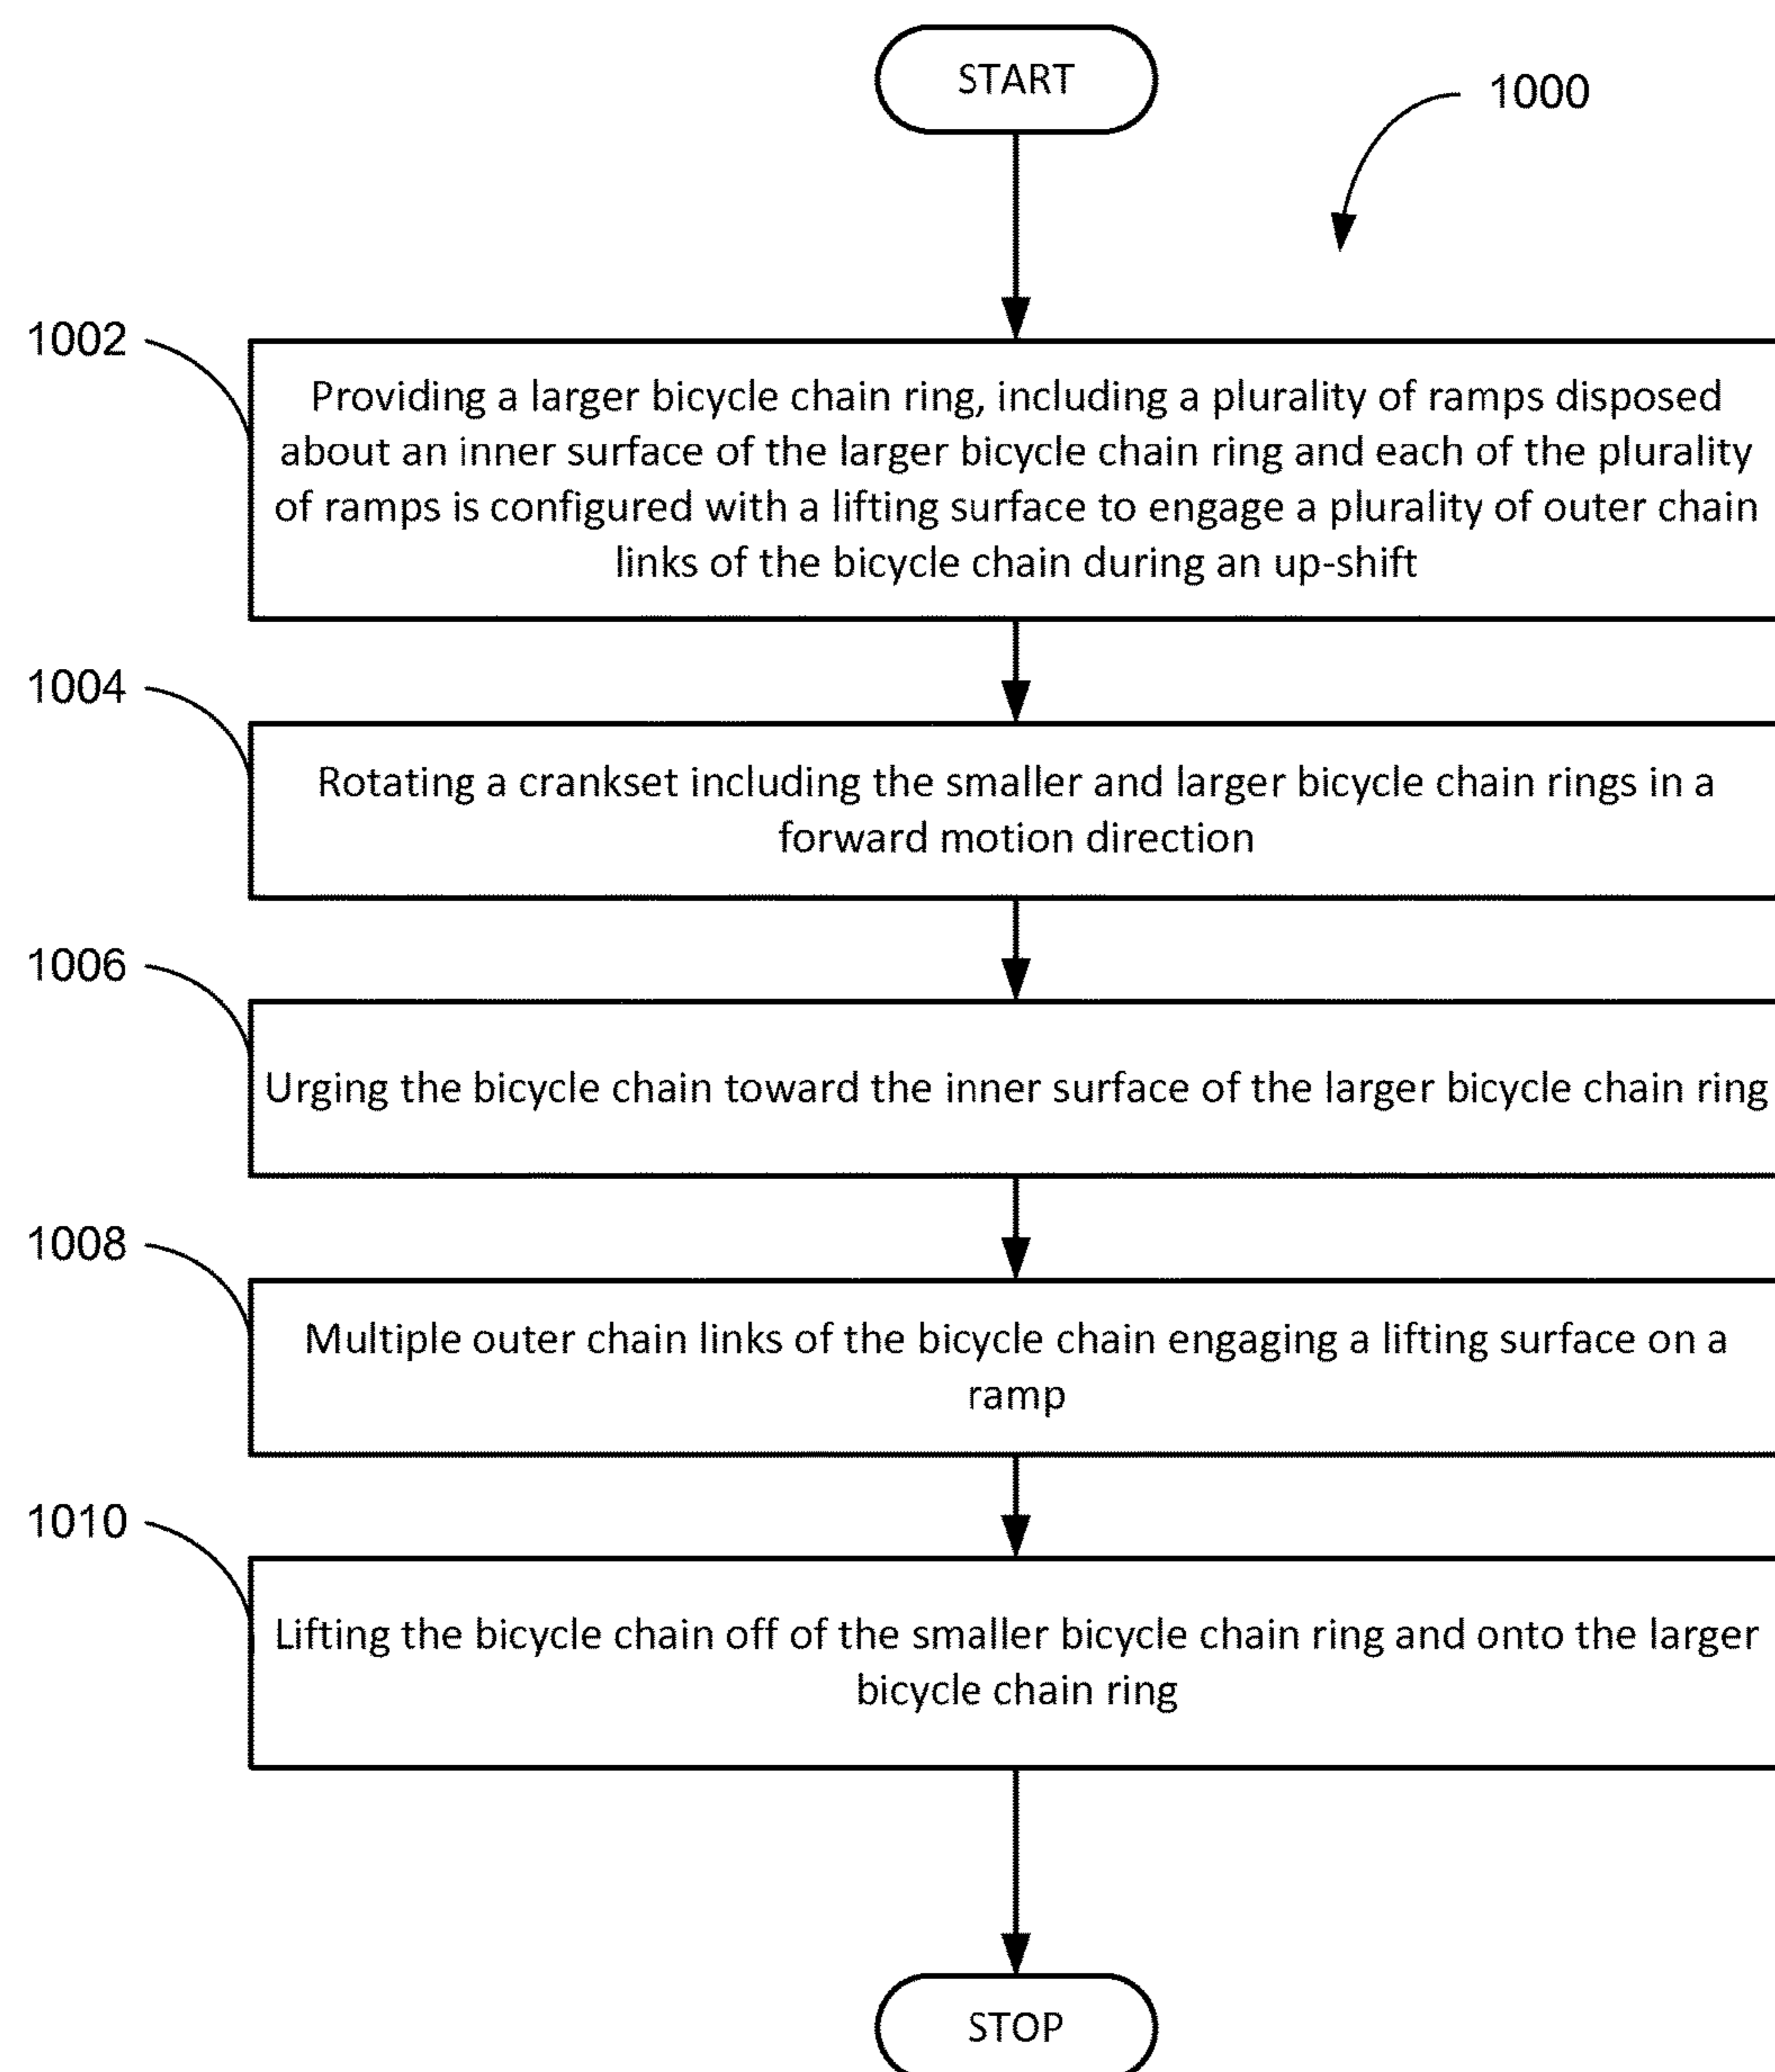 START
1000
1002
Providing a larger bicycle chain ring, including a plurality of ramps disposed
about an inner surface of the larger bicycle chain ring and each of the plurality
of ramps is configured with a lifting surface to engage a plurality of outer chain
links of the bicycle chain during an up-shift
1004
Rotating a crankset including the smaller and larger bicycle chain rings in a
forward motion direction
1006
Urging the bicycle chain toward the inner surface of the larger bicycle chain ring
1008
Multiple outer chain links of the bicycle chain engaging a lifting surface on a
ramp
1010
Lifting the bicycle chain off of the smaller bicycle chain ring and onto the larger
bicycle chain ring
STOP